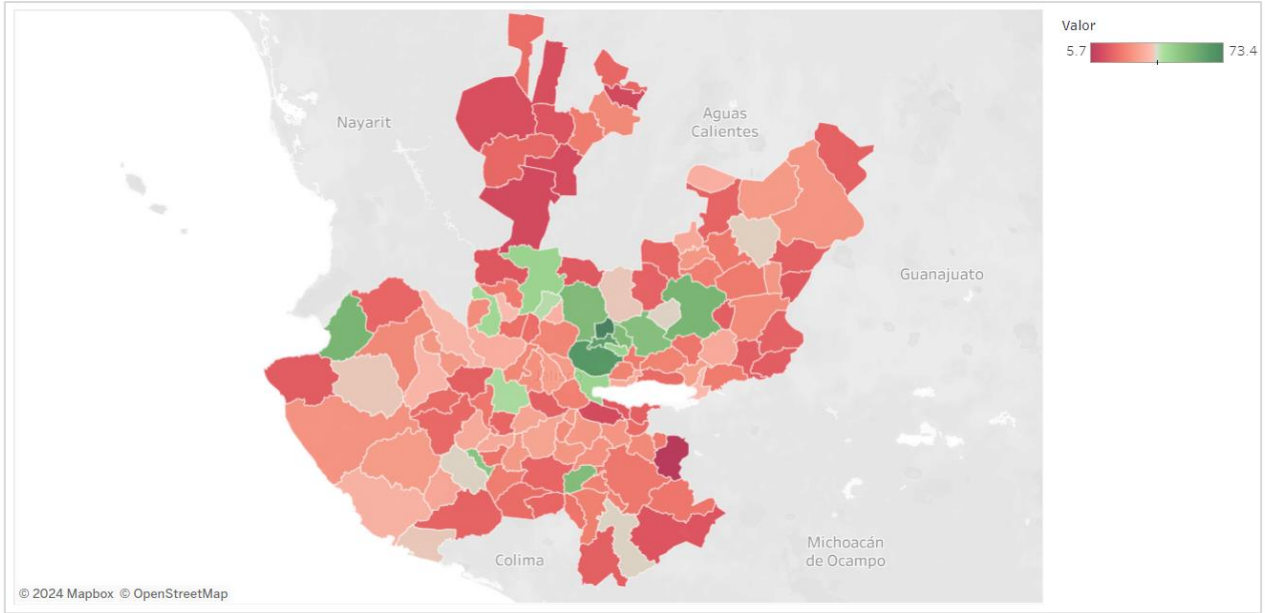 Valor
5.7
73.4
Nayarit
Aguas
Calientes
Guanajuato
Michoacán
de Ocampo
Colima
© 2024 Mapbox © OpenStreetMap